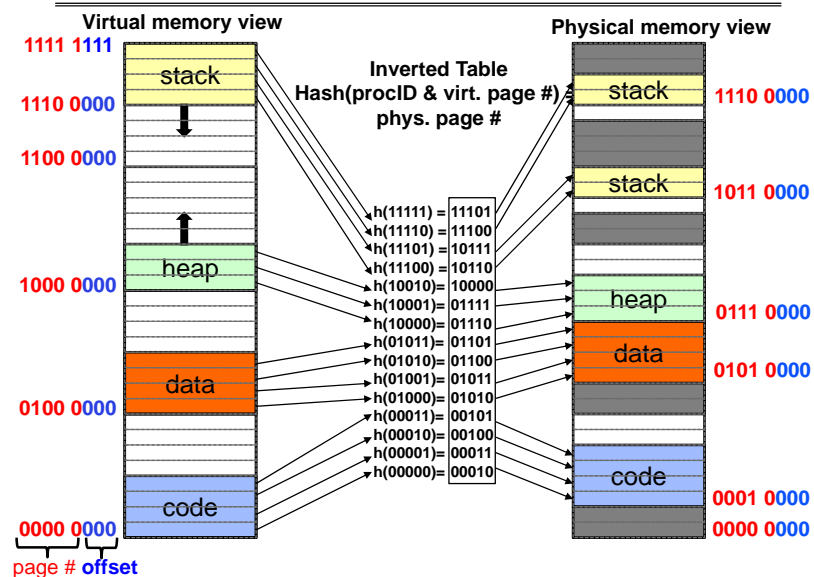 Virtual memory view
Physical memory view
1111 1111
stack
1110 0000
1100 0000
heap
1000 0000
data
0100 0000
code
0000 0000
page # offset
Inverted Table
Hash(procID & virt. page #)
phys. page #
h(11111) = 11101
h(11110) = 11100
h(11101) = 10111
h(11100) = 10110
h(10010)= 10000
h(10001)= 01111
h(10000)= 01110
h(01011)= 01101
h(01010)= 01100
h(01001)= 01011
h(01000)= 01010
h(00011)= 00101
h(00010)= 00100
h(00001)= 00011
h(00000)= 00010
stack
1110 0000
stack
1011 0000
heap
0111 0000
data
0101 0000
code
0001 0000
0000 0000